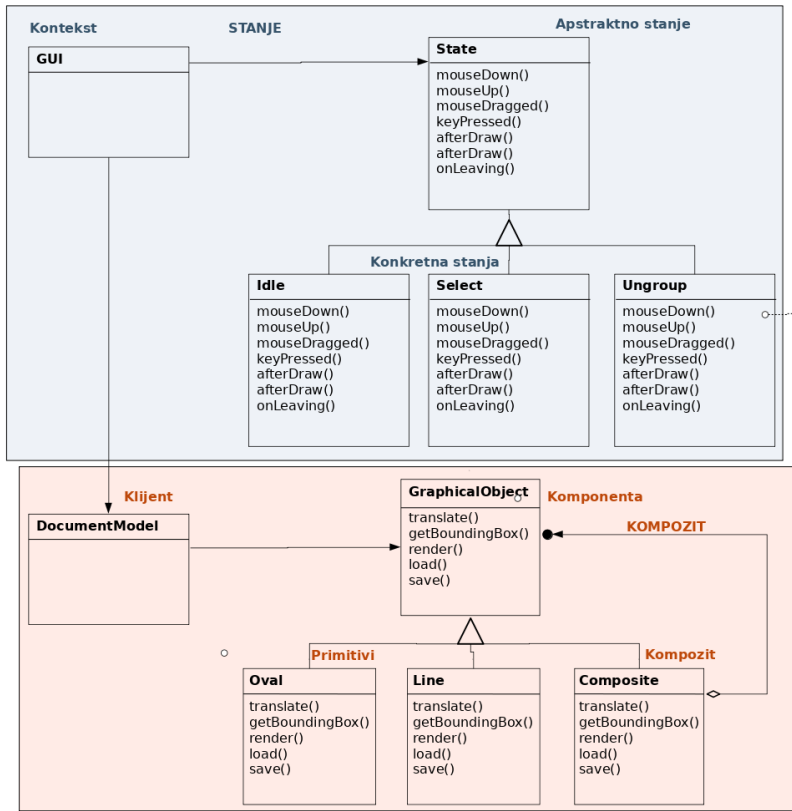 Kontekst
STANJE
Apstraktno stanje
GUI
State
mouseDown()
mouseUp()
mouseDragged()
keyPressed()
afterDraw()
afterDraw()
onLeaving()
Konkretna stanja
Idle
mouseDown()
mouseUp()
mouseDragged()
keyPressed()
afterDraw()
afterDraw()
onLeaving()
Select
mouseDown()
mouseUp()
mouseDragged()
keyPressed()
afterDraw()
afterDraw()
onLeaving()
Ungroup
mouseDown()
mouseUp()
mouseDragged()
keyPressed()
afterDraw()
afterDraw()
onLeaving()
Klijent
DocumentModel
GraphicalObject
Komponenta
translate()
getBoundingBox()
render()
load()
save()
KOMPOZIT
Primitivi
Kompozit
Oval
translate()
getBoundingBox()
render()
load()
save()
Line
translate()
getBoundingBox()
render()
load()
save()
Composite
translate()
getBoundingBox()
render()
load()
save()